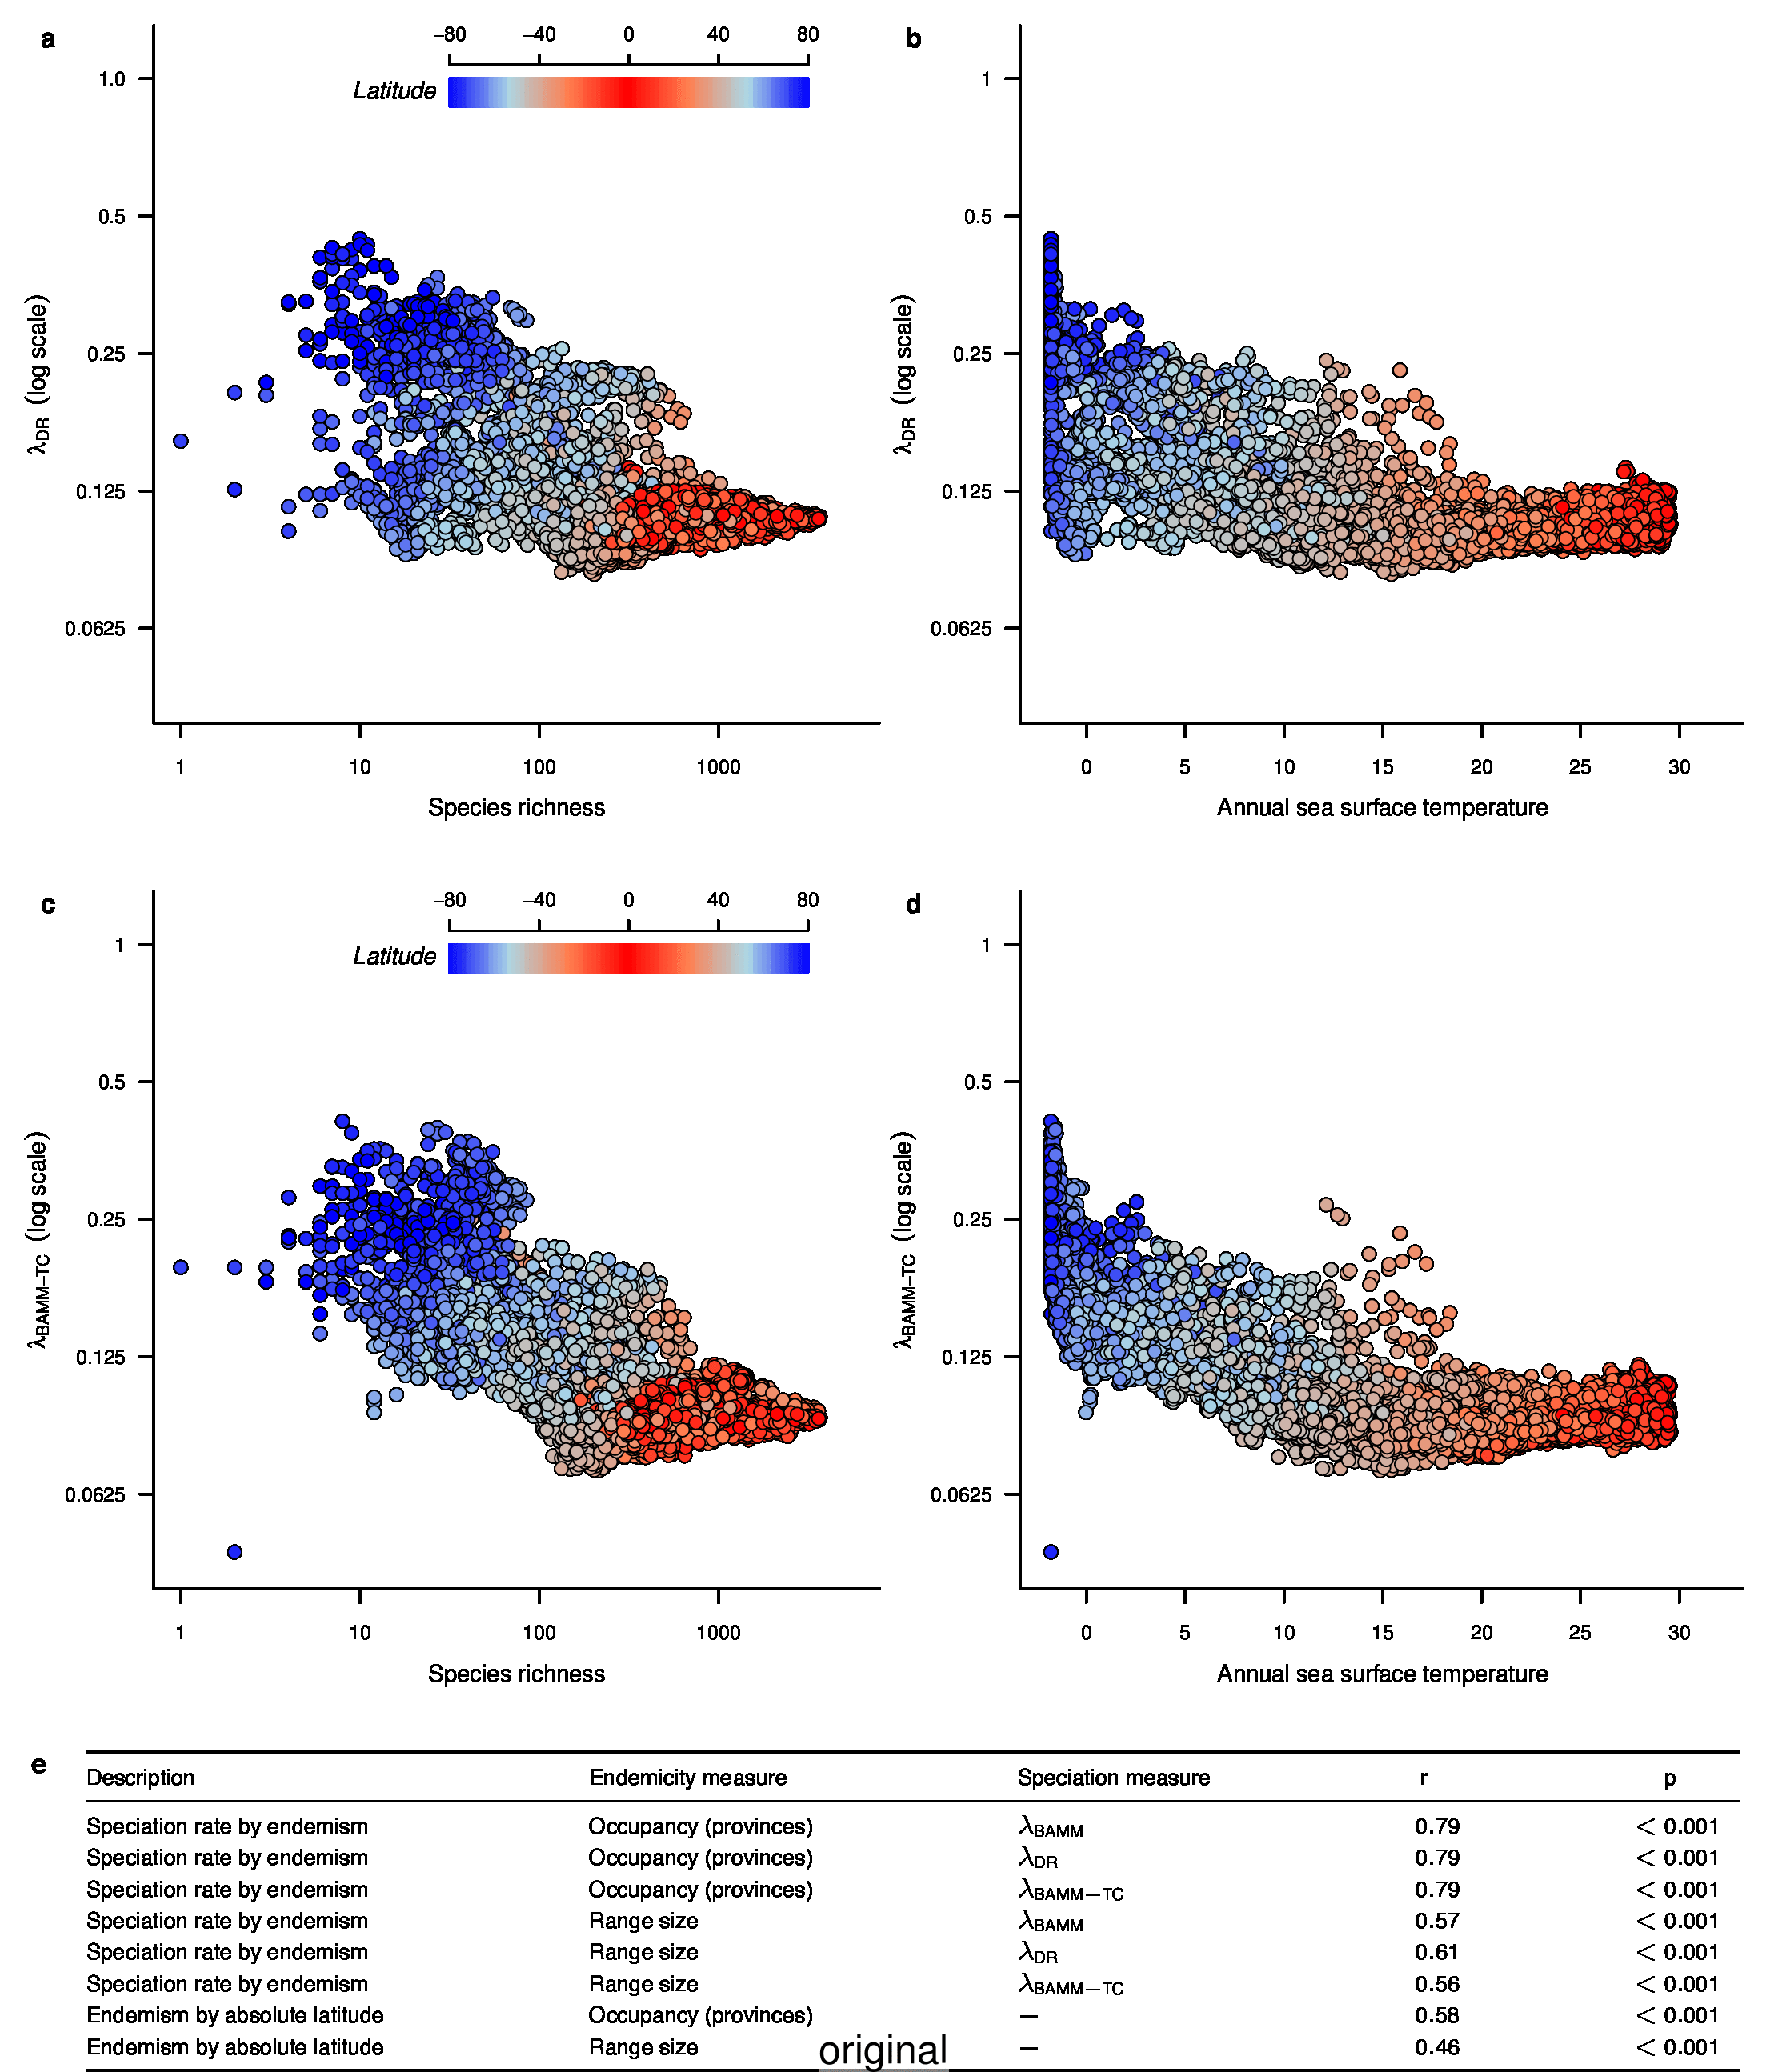 a
−80 −40 0 40 80
Latitude
1.0
0.5
0.25
0.125
0.0625
λDR (log scale)
1 10 100 1000
Species richness
b
1
0.5
0.25
0.125
0.0625
λDR (log scale)
0 5 10 15 20 25 30
Annual sea surface temperature
c
−80 −40 0 40 80
Latitude
1
0.5
0.25
0.125
0.0625
λBAMM−TC (log scale)
1 10 100 1000
Species richness
d
1
0.5
0.25
0.125
0.0625
λBAMM−TC (log scale)
0 5 10 15 20 25 30
Annual sea surface temperature
e
Description Endemicity measure Speciation measure r p
Speciation rate by endemism Occupancy (provinces) λBAMM 0.79 < 0.001
Speciation rate by endemism Occupancy (provinces) λDR 0.79 < 0.001
Speciation rate by endemism Occupancy (provinces) λBAMM−TC 0.79 < 0.001
Speciation rate by endemism Range size λBAMM 0.57 < 0.001
Speciation rate by endemism Range size λDR 0.61 < 0.001
Speciation rate by endemism Range size λBAMM−TC 0.56 < 0.001
Endemism by absolute latitude Occupancy (provinces) − 0.58 < 0.001
Endemism by absolute latitude Range size − 0.46 < 0.001
original